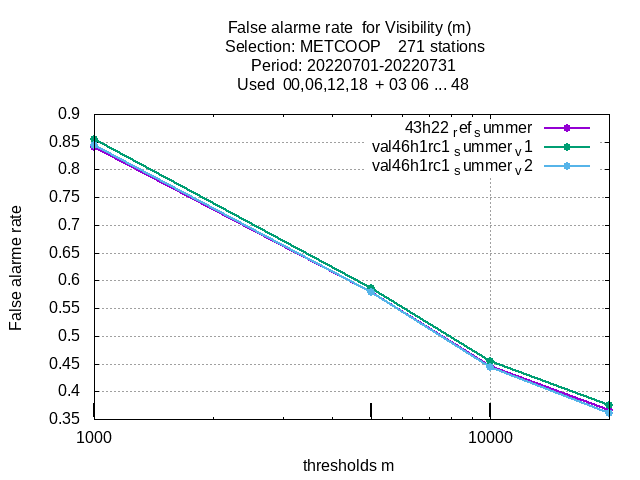 False alarme rate for Visibility (m)
Selection: METCOOP 271 stations
Period: 20220701-20220731
Used 00,06,12,18 + 03 06 ... 48
0.9
0.85
0.8
0.75
0.7
0.65
0.6
0.55
0.5
0.45
0.4
0.35
False alarme rate
43h22_ref_summer
val46h1rc1_summer_v1
val46h1rc1_summer_v2
1000
10000
thresholds m